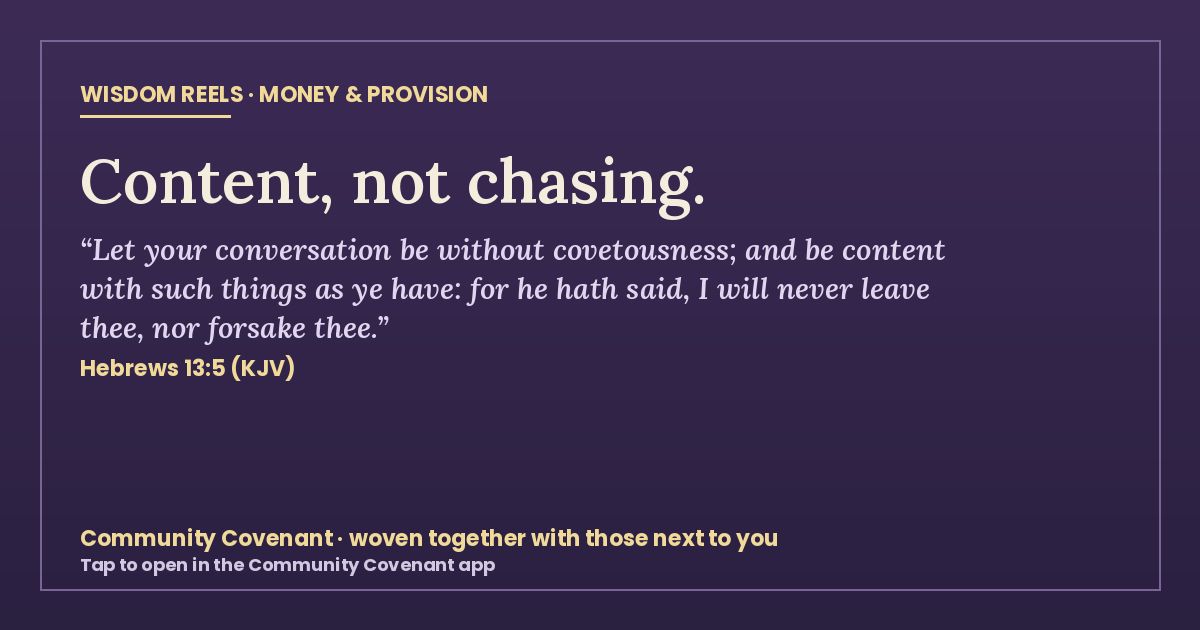 WISDOM REELS · MONEY & PROVISION
Content, not chasing.
“Let your conversation be without covetousness; and be content
with such things as ye have: for he hath said, I will never leave
thee, nor forsake thee.”
Hebrews 13:5 (KJV)
Community Covenant · woven together with those next to you
Tap to open in the Community Covenant app